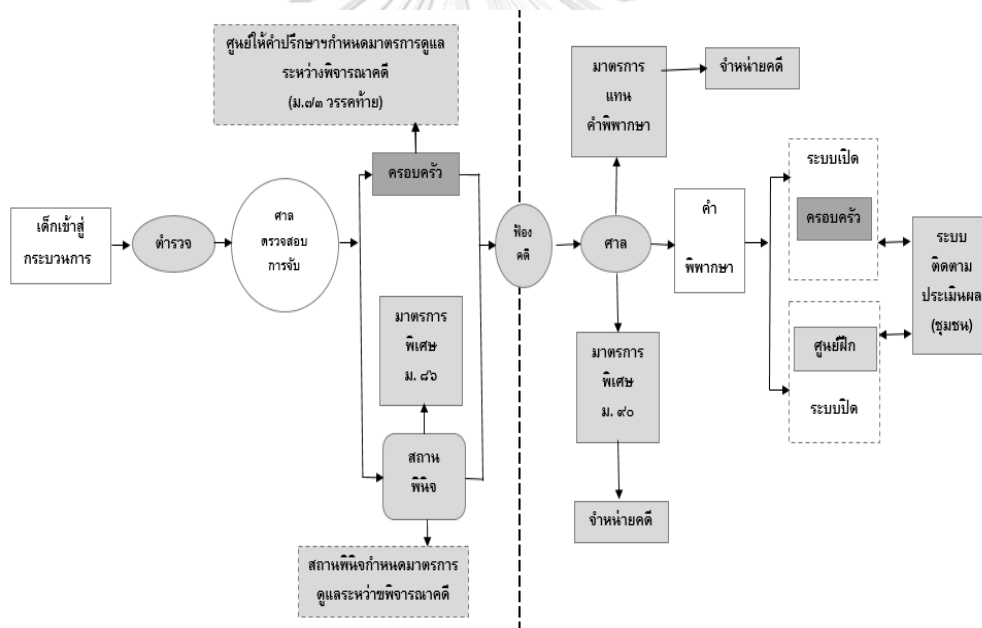 ศูนย์ให้คำปรึกษาฯกำหนดมาตรการดูแล
ระหว่างพิจารณาคดี
(ม.๗๓ วรรคท้าย)
ครอบครัว
เด็กเข้าสู่
กระบวนการ
ตำรวจ
ศาล
ตรวจสอบ
การจับ
มาตรการ
พิเศษ
ม. ๘๖
สถาน
พินิจ
สถานพินิจกำหนดมาตรการ
ดูแลระหว่าขพิจารณาคดี
ฟ้อง
คดี
ศาล
มาตรการ
แทน
คำพิพากษา
จำหน่ายคดี
มาตรการ
พิเศษ
ม. ๙๐
จำหน่ายคดี
คำ
พิพากษา
ระบบเปิด
ครอบครัว
ศูนย์ฝึก
ระบบปิด
ระบบ
ติดตาม
ประเมินผล
(ชุมชน)